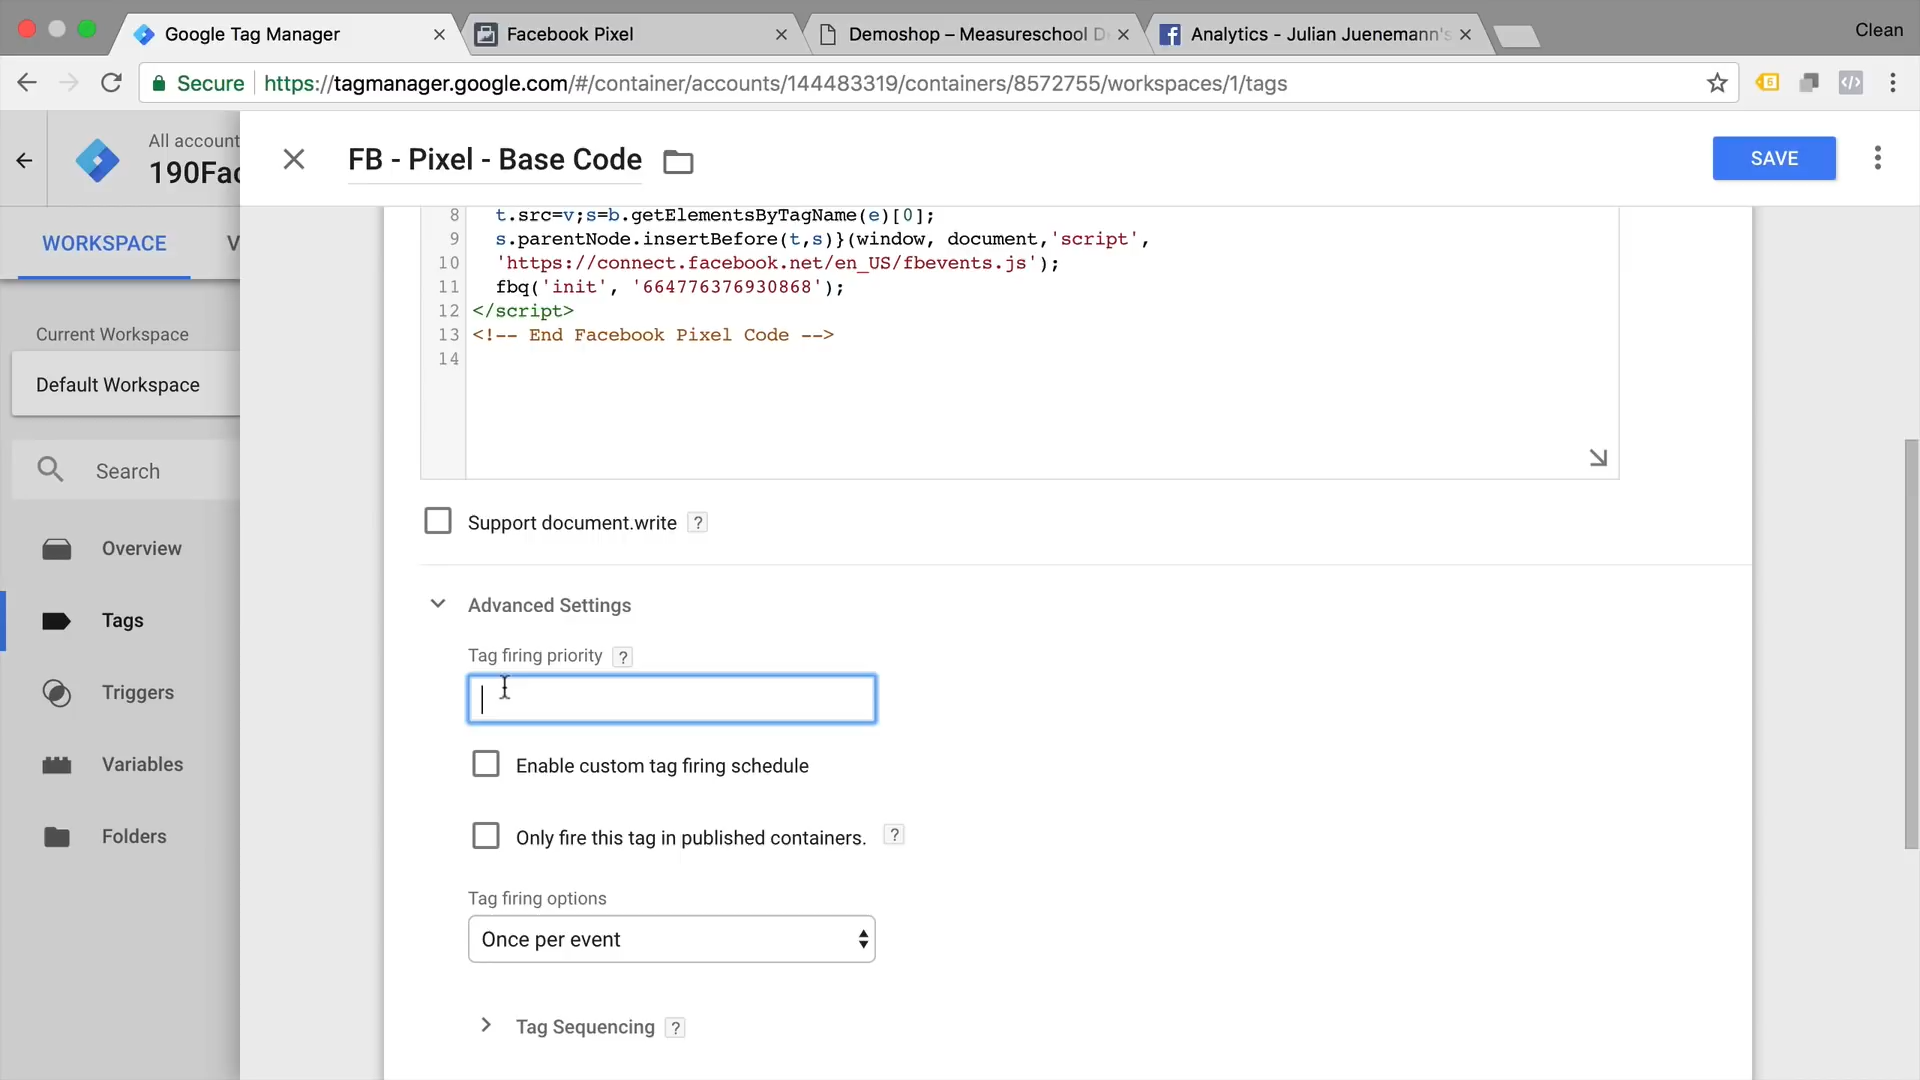 Google Tag Manager
Facebook Pixel
Demoshop – Measureschool D
Analytics - Julian Juenemann's
Clean
Secure
https://tagmanager.google.com/#/container/accounts/144483319/containers/8572755/workspaces/1/tags
6
All account
190Fac
FB - Pixel - Base Code
SAVE
WORKSPACE
V
Current Workspace
Default Workspace
Search
Overview
Tags
Triggers
Variables
Folders
8 t.src=v;s=b.getElementsByTagName(e)[0];
9 s.parentNode.insertBefore(t,s)}(window, document,'script',
10 'https://connect.facebook.net/en_US/fbevents.js');
11 fbq('init', '664776376930868');
12 </script>
13 <!-- End Facebook Pixel Code -->
14
Support document.write ?
Advanced Settings
Tag firing priority ?
Enable custom tag firing schedule
Only fire this tag in published containers. ?
Tag firing options
Once per event
Tag Sequencing ?